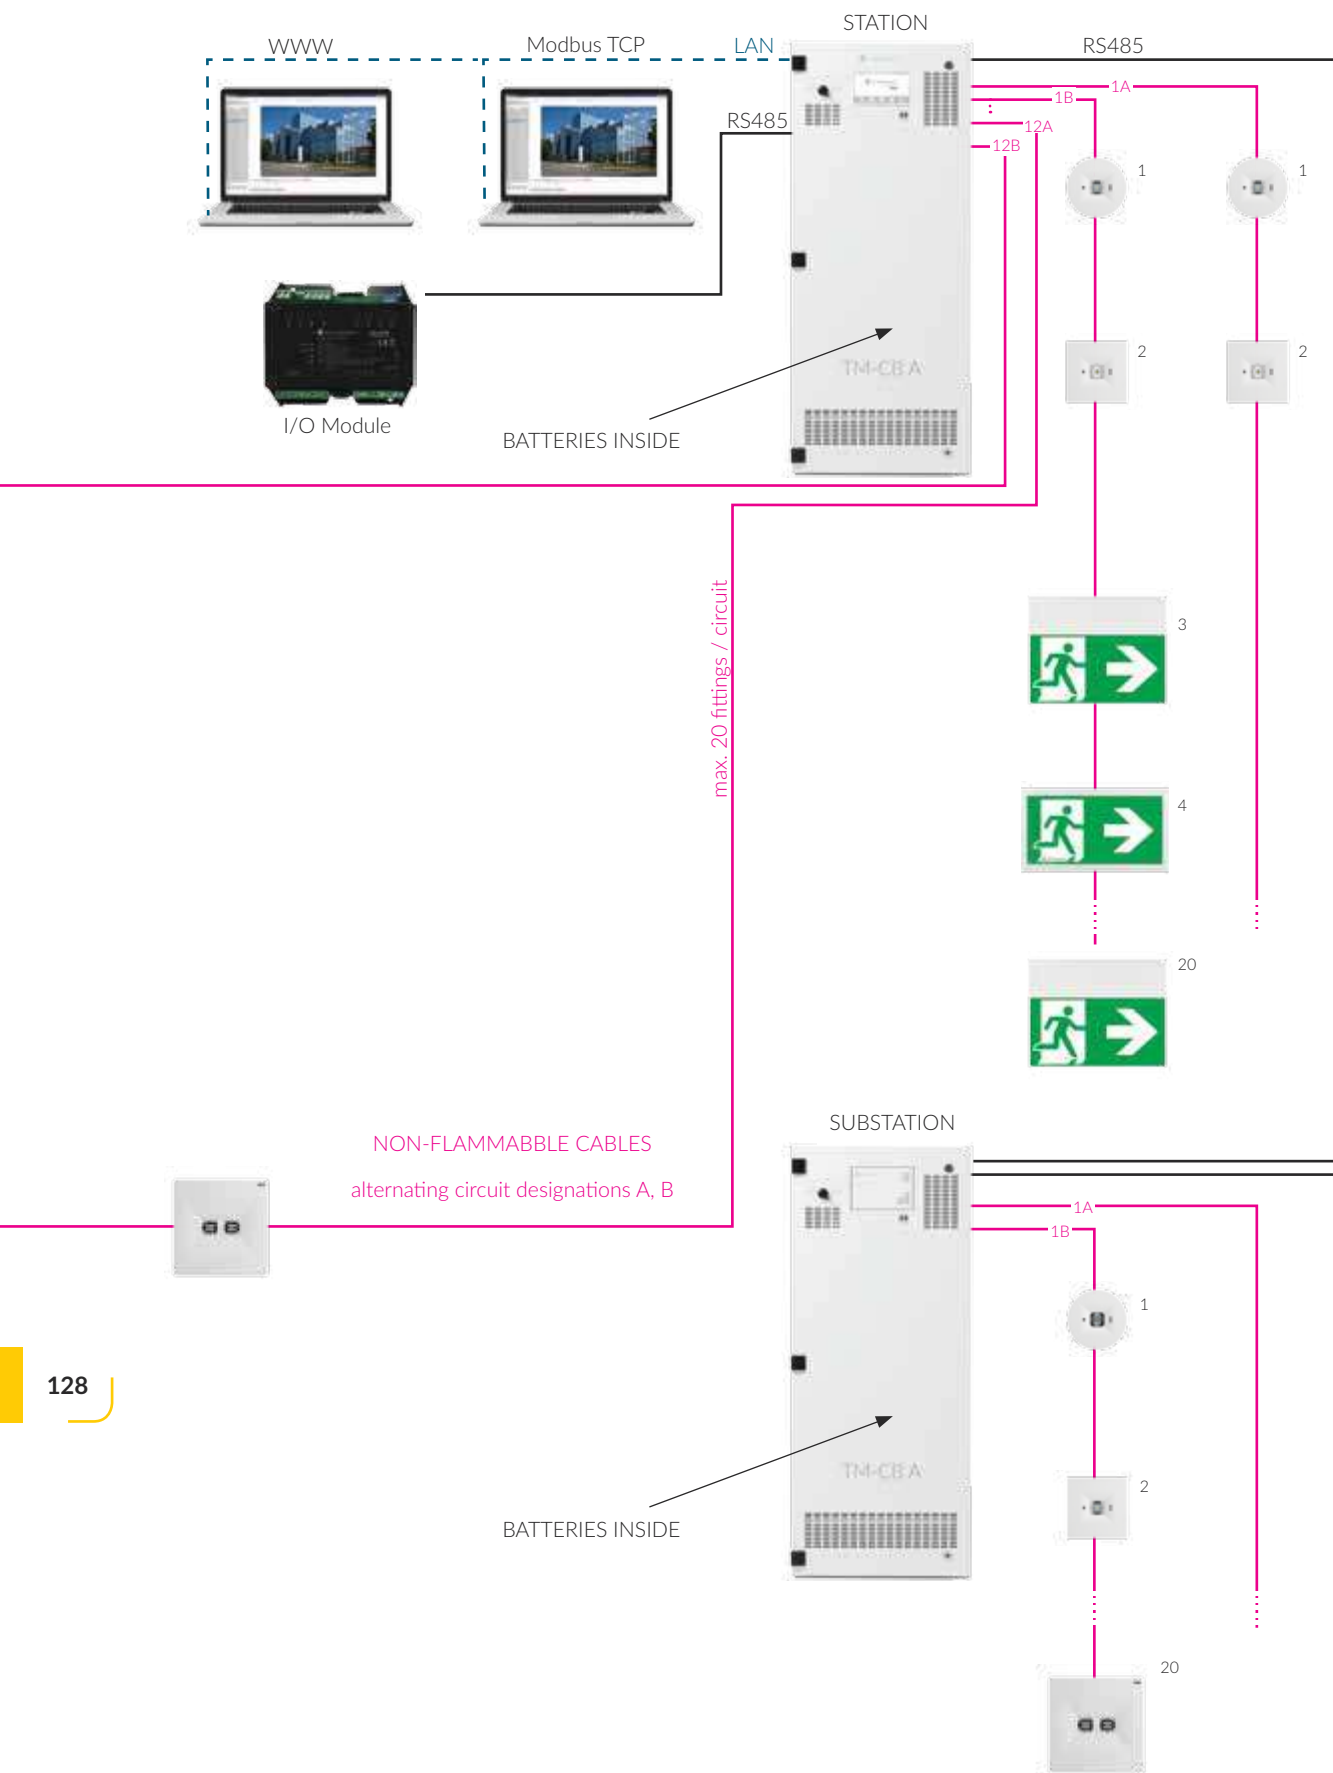 STATION
WWW
Modbus TCP
LAN
RS485
1A
1B
RS485
12A
12B
1
1
2
2
TM-CB A
I/O Module
BATTERIES INSIDE
max. 20 fittings / circuit
3
4
20
SUBSTATION
NON-FLAMMABBLE CABLES
alternating circuit designations A, B
1A
1B
1
128
TM-CB A
2
BATTERIES INSIDE
20